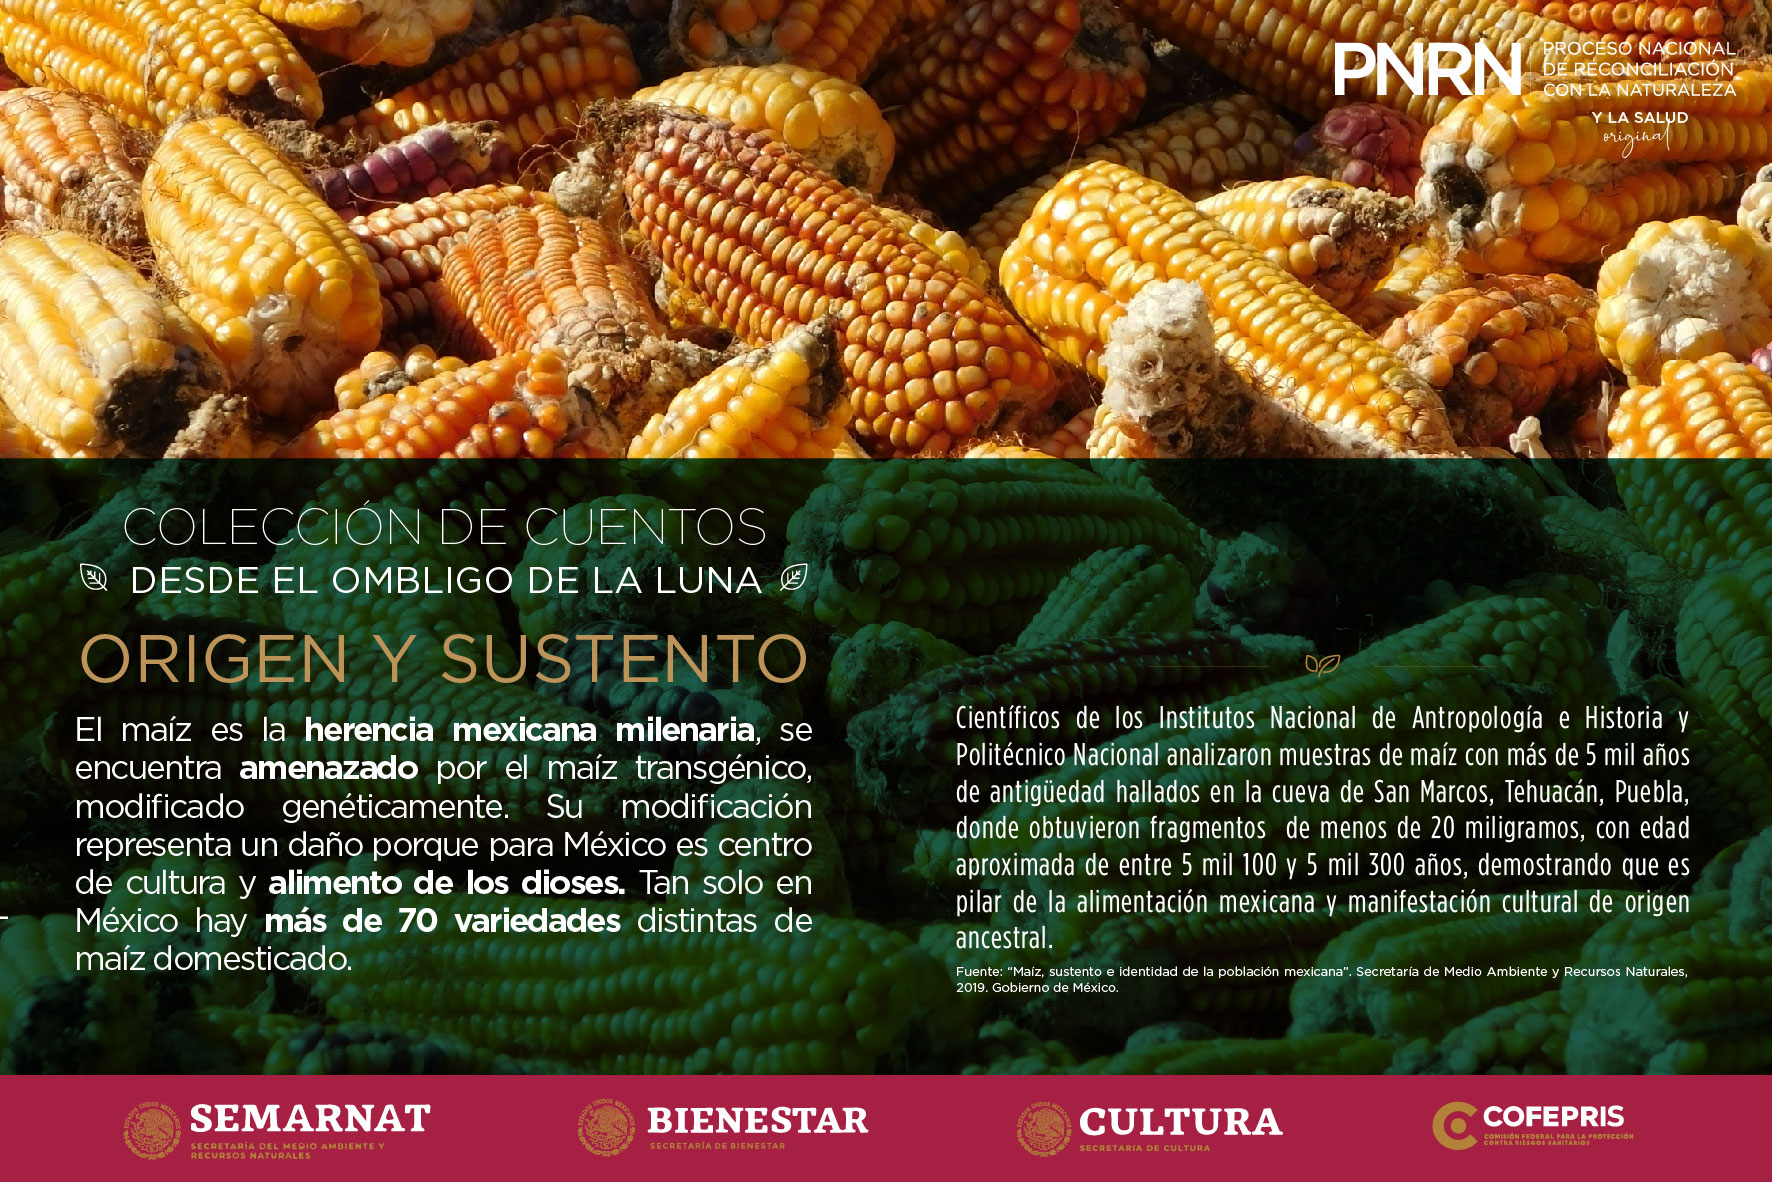 PNRN
PROCESO NACIONAL
DE RECONCILIACIÓN
CON LA NATURALEZA
Y LA SALUD
original
COLECCIÓN DE CUENTOS
DESDE EL OMBLIGO DE LA LUNA
ORIGEN Y SUSTENTO
El maíz es la herencia mexicana milenaria, se
encuentra amenazado por el maíz transgénico,
modificado genéticamente. Su modificación
representa un daño porque para México es centro
de cultura y alimento de los dioses. Tan solo en
México hay más de 70 variedades distintas de
maíz domesticado.
Científicos de los Institutos Nacional de Antropología e Historia y
Politécnico Nacional analizaron muestras de maíz con más de 5 mil años
de antigüedad hallados en la cueva de San Marcos, Tehuacán, Puebla,
donde obtuvieron fragmentos de menos de 20 miligramos, con edad
aproximada de entre 5 mil 100 y 5 mil 300 años, demostrando que es
pilar de la alimentación mexicana y manifestación cultural de origen
ancestral.
Fuente: “Maíz, sustento e identidad de la población mexicana”. Secretaría de Medio Ambiente y Recursos Naturales,
2019. Gobierno de México.
SEMARNAT
SECRETARÍA DEL MEDIO AMBIENTE Y
RECURSOS NATURALES
BIENESTAR
SECRETARÍA DE BIENESTAR
CULTURA
SECRETARÍA DE CULTURA
COFEPRIS
COMISIÓN FEDERAL PARA LA PROTECCIÓN
CONTRA RIESGOS SANITARIOS